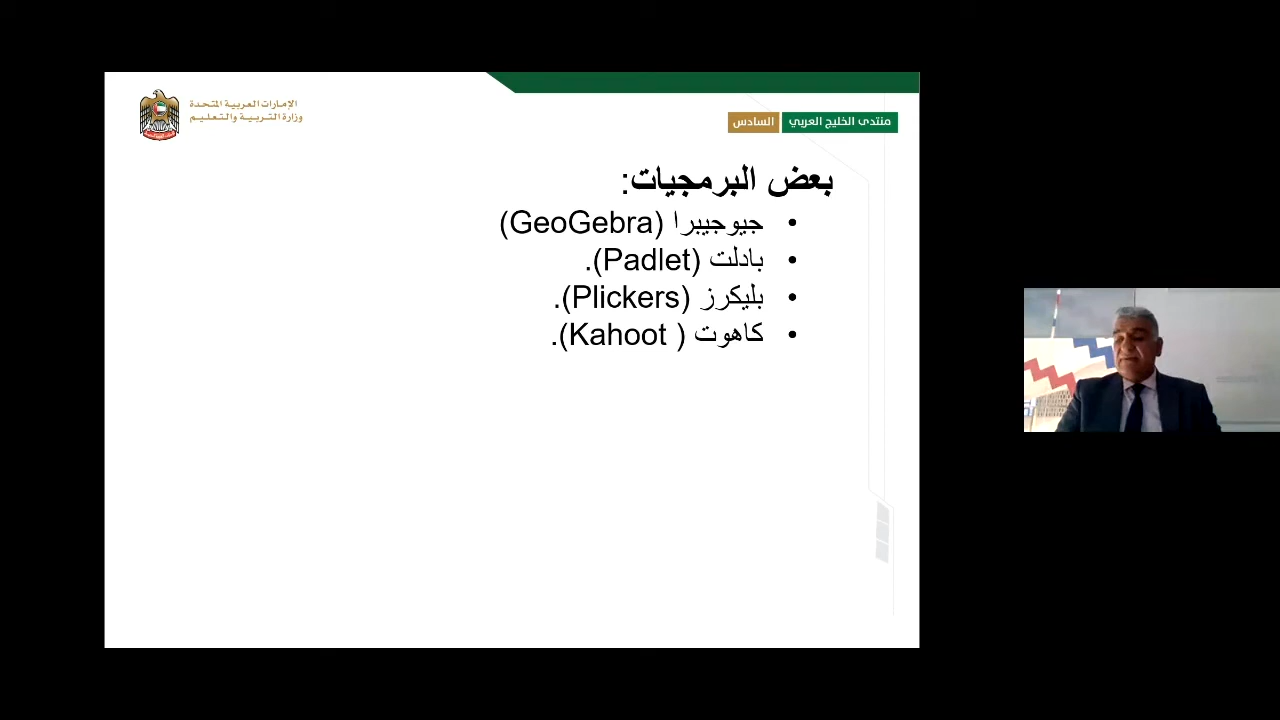 الإمارات العربية المتحدة
وزارة التربية والتعليم
منتدى الخليج العربي السادس
بعض البرمجيات:
• جيوجيبرا (GeoGebra)
• بادلت (Padlet).
• بليكرز (Plickers).
• كاهوت ( Kahoot).